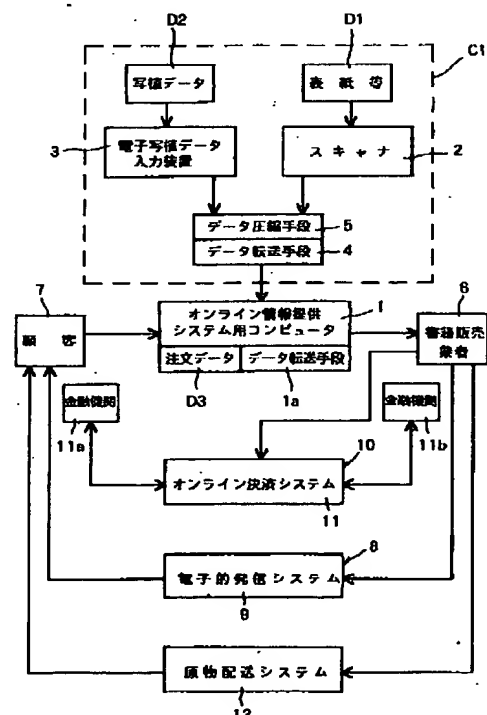 D2
D1
C1
写植データ
表紙等
3
電子写植データ
入力装置
スキャナ
2
データ圧縮手段
5
データ転送手段
4
7
顧客
オンライン情報提供
システム用コンピュータ
1
6
書籍販売
業者
注文データ
データ転送手段
D3
1a
金融機関
11a
金融機関
11b
10
オンライン決済システム
11
8
電子的発信システム
9
原物配送システム
12